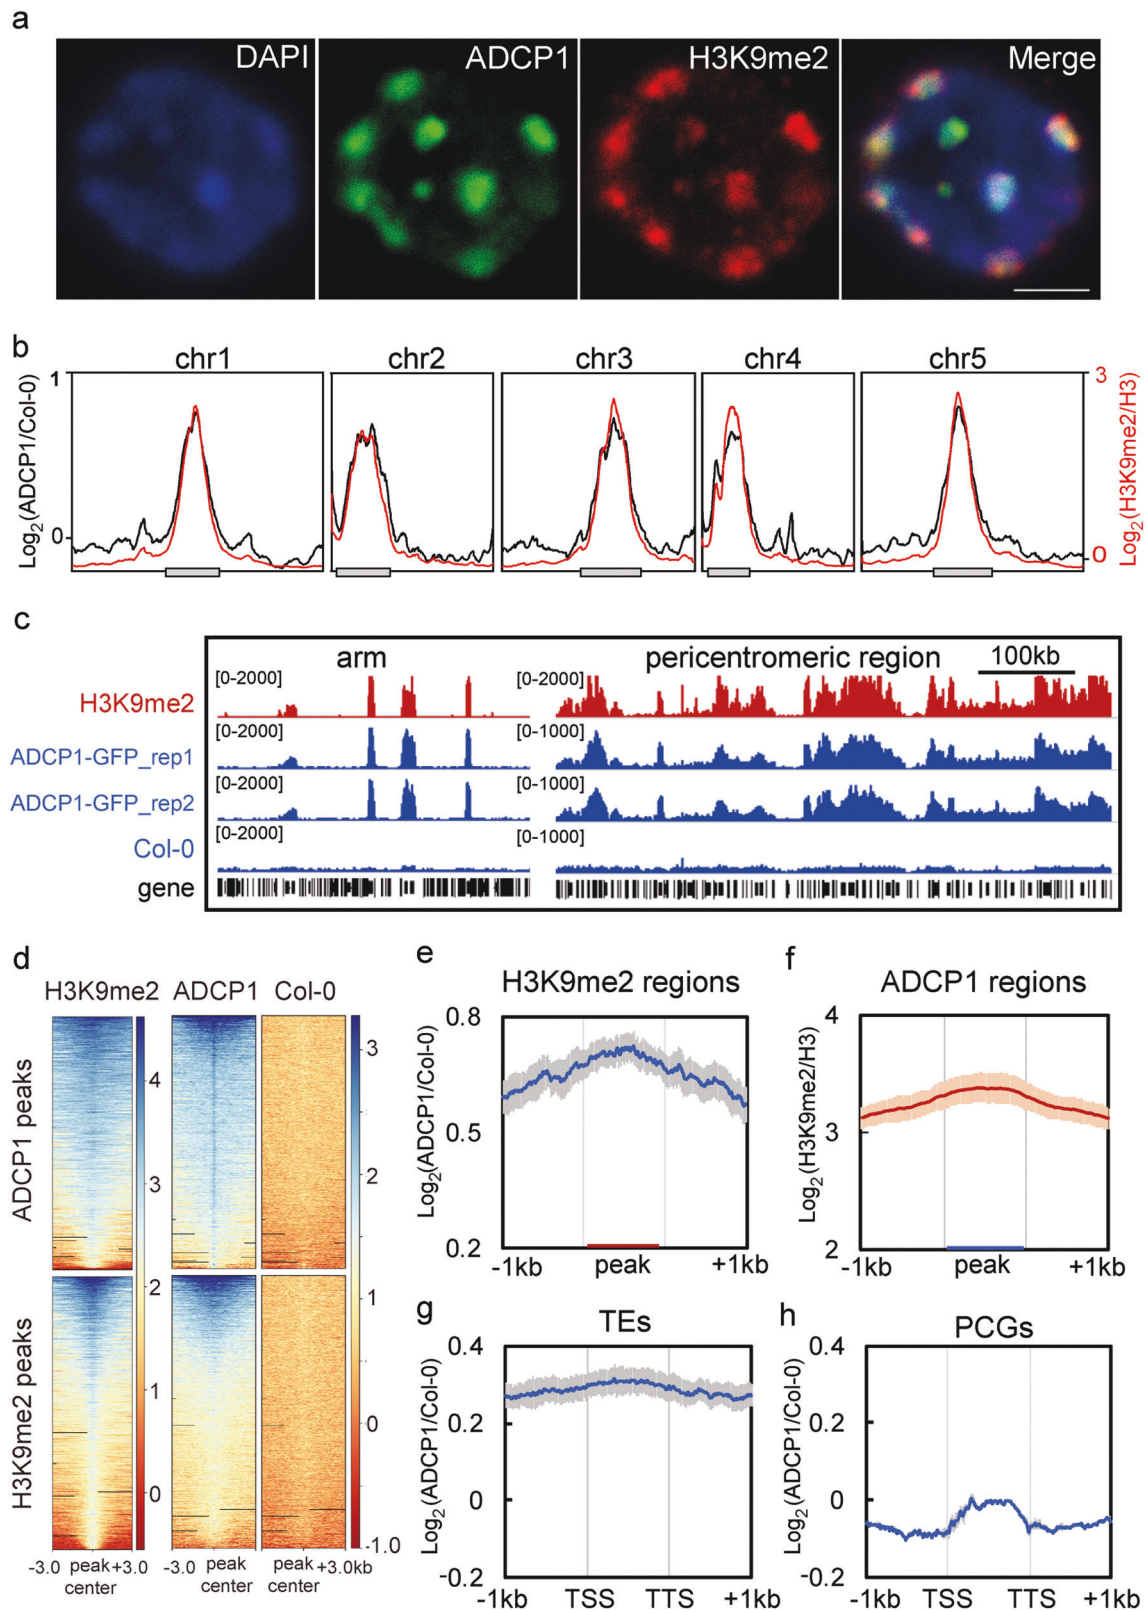 a
DAPI ADCP1 H3K9me2 Merge
b
chr1 chr2 chr3 chr4 chr5
1 3
Log2(ADCP1/Col-0)
Log2(H3K9me2/H3)
0 0
c
arm pericentromeric region 100kb
H3K9me2 [0-2000] [0-2000]
ADCP1-GFP_rep1 [0-2000] [0-1000]
ADCP1-GFP_rep2 [0-2000] [0-1000]
Col-0 [0-2000] [0-1000]
gene
d
H3K9me2 ADCP1 Col-0
ADCP1 peaks
H3K9me2 peaks
4
3
2
1
0
3
2
1
0
-1.0
-3.0 peak center +3.0
-3.0 peak center
peak center +3.0kb
e
H3K9me2 regions
Log2(ADCP1/Col-0)
0.8
0.5
0.2
-1kb peak +1kb
f
ADCP1 regions
Log2(H3K9me2/H3)
4
3
2
-1kb peak +1kb
g
TEs
Log2(ADCP1/Col-0)
0.4
0.2
0
-0.2
-1kb TSS TTS +1kb
h
PCGs
Log2(ADCP1/Col-0)
0.4
0.2
0
-0.2
-1kb TSS TTS +1kb